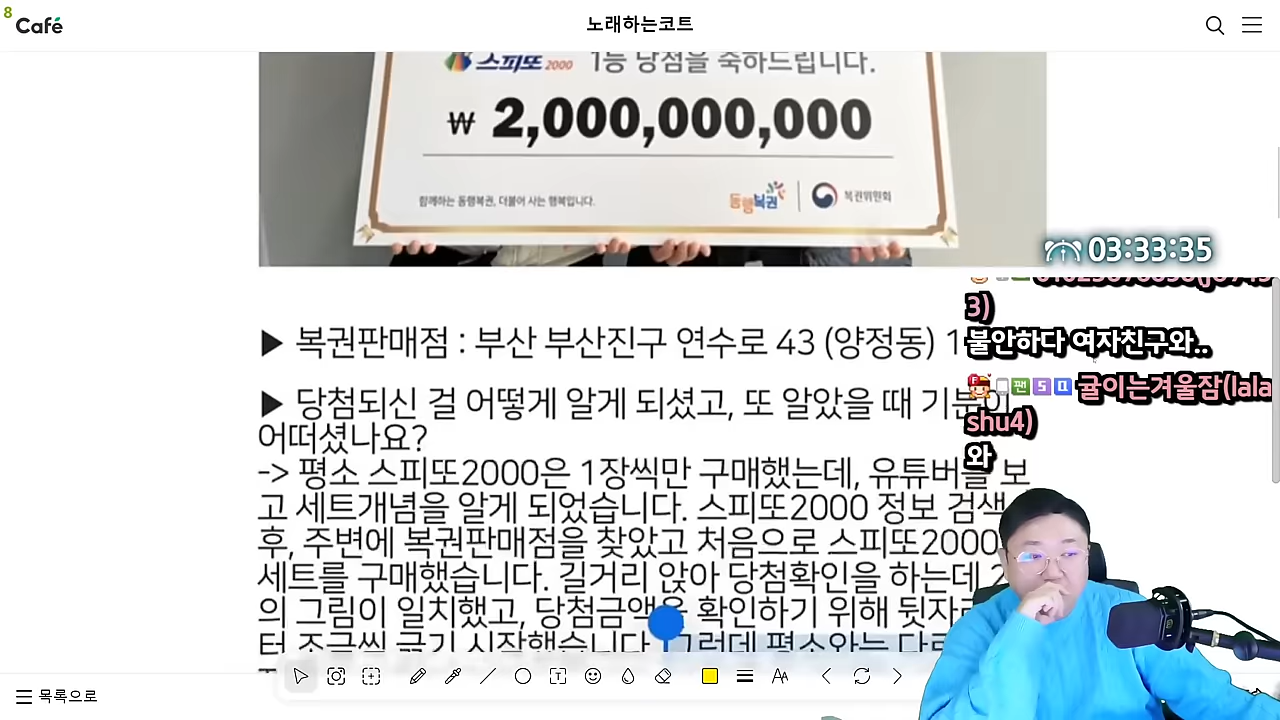 8
Café
노래하는코트
스피또 2000 1등 당첨을 축하드립니다.
₩ 2,000,000,000
함께하는 동행복권, 더불어 사는 행복입니다.
동행복권
복권위원회
03:33:35
3)
불안하다 여자친구와..
귤이는겨울잠(lala
shu4)
와
▶ 복권판매점 : 부산 부산진구 연수로 43 (양정동) 1
▶ 당첨되신 걸 어떻게 알게 되셨고, 또 알았을 때 기분이
어떠셨나요?
-> 평소 스피또2000은 1장씩만 구매했는데, 유튜버를 보
고 세트개념을 알게 되었습니다. 스피또2000 정보 검색
후, 주변에 복권판매점을 찾았고 처음으로 스피또2000
세트를 구매했습니다. 길거리 앉아 당첨확인을 하는데 2
의 그림이 일치했고, 당첨금액을 확인하기 위해 뒷자리
터 조금씩 긁기 시작했습니다. 그런데 평소와는 다르
목록으로